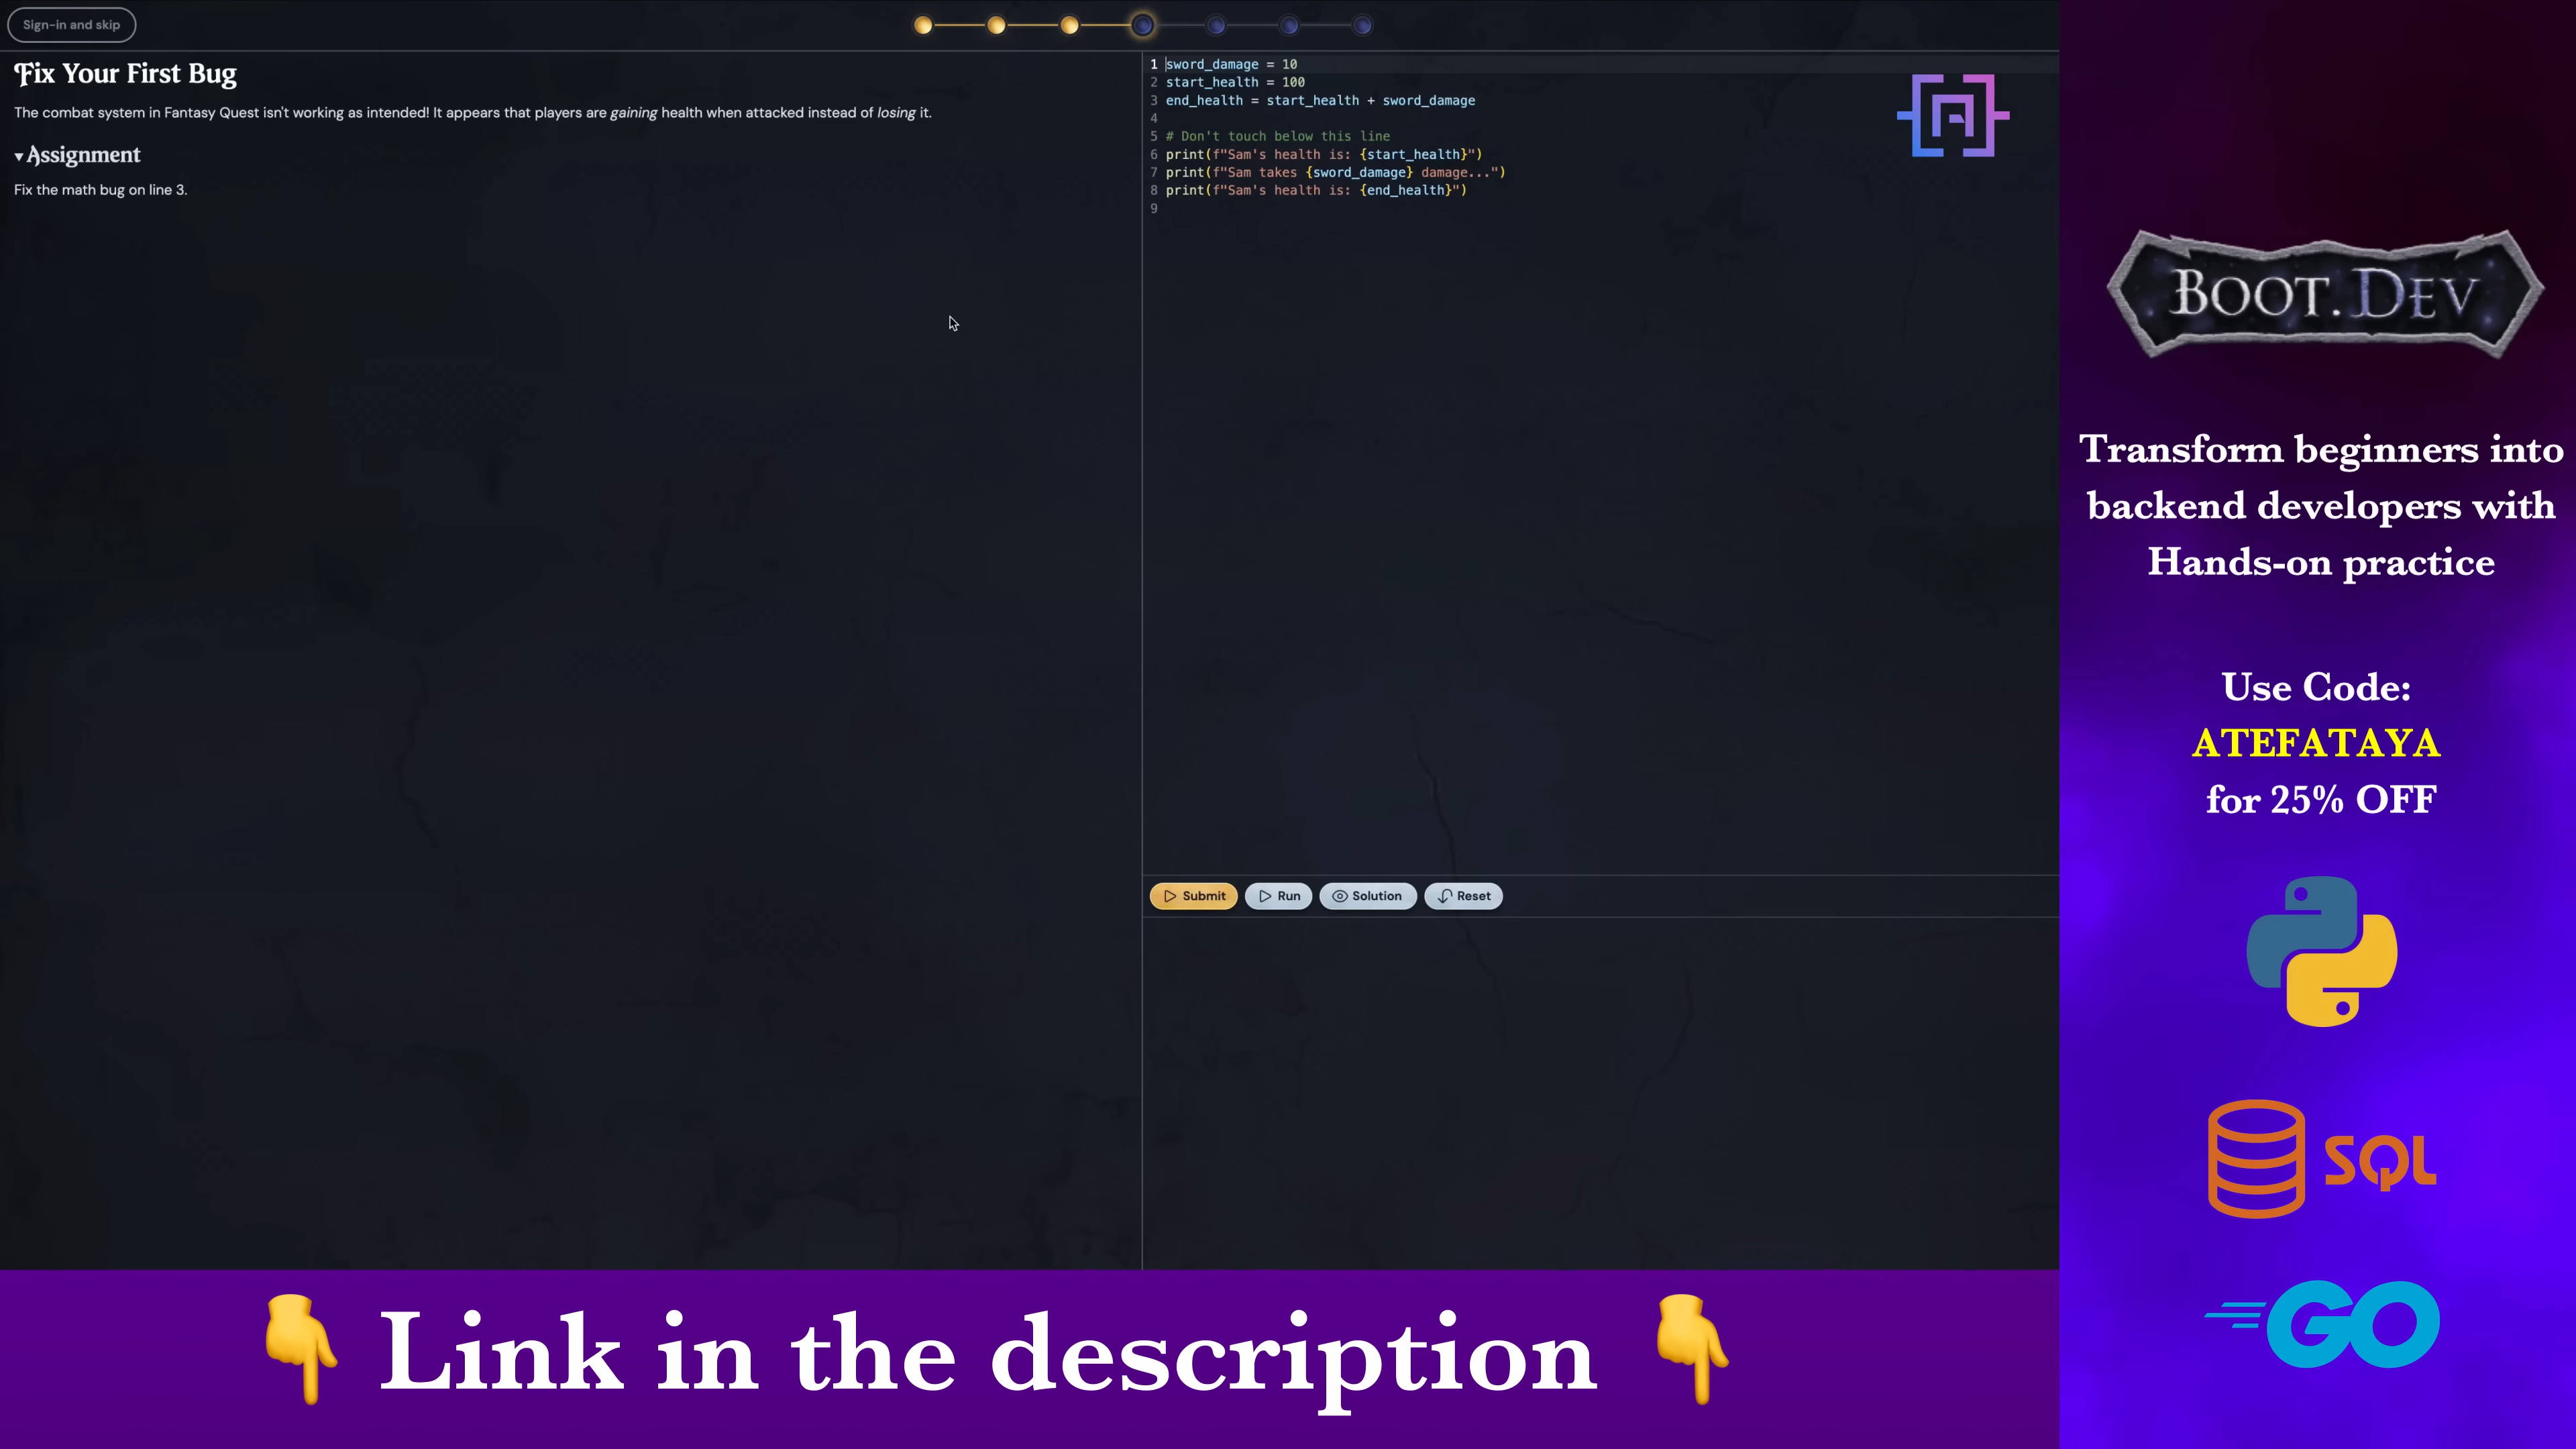 Sign-in and skip
Fix Your First Bug
The combat system in Fantasy Quest isn't working as intended! It appears that players are gaining health when attacked instead of losing it.
▾Assignment
Fix the math bug on line 3.
1 sword_damage = 10
2 start_health = 100
3 end_health = start_health + sword_damage
4
5 # Don't touch below this line
6 print(f"Sam's health is: {start_health}")
7 print(f"Sam takes {sword_damage} damage...")
8 print(f"Sam's health is: {end_health}")
9
Submit
Run
Solution
Reset
BOOT.DEV
Transform beginners into
backend developers with
Hands-on practice
Use Code:
ATEFATAYA
for 25% OFF
SQL
GO
👇 Link in the description 👇